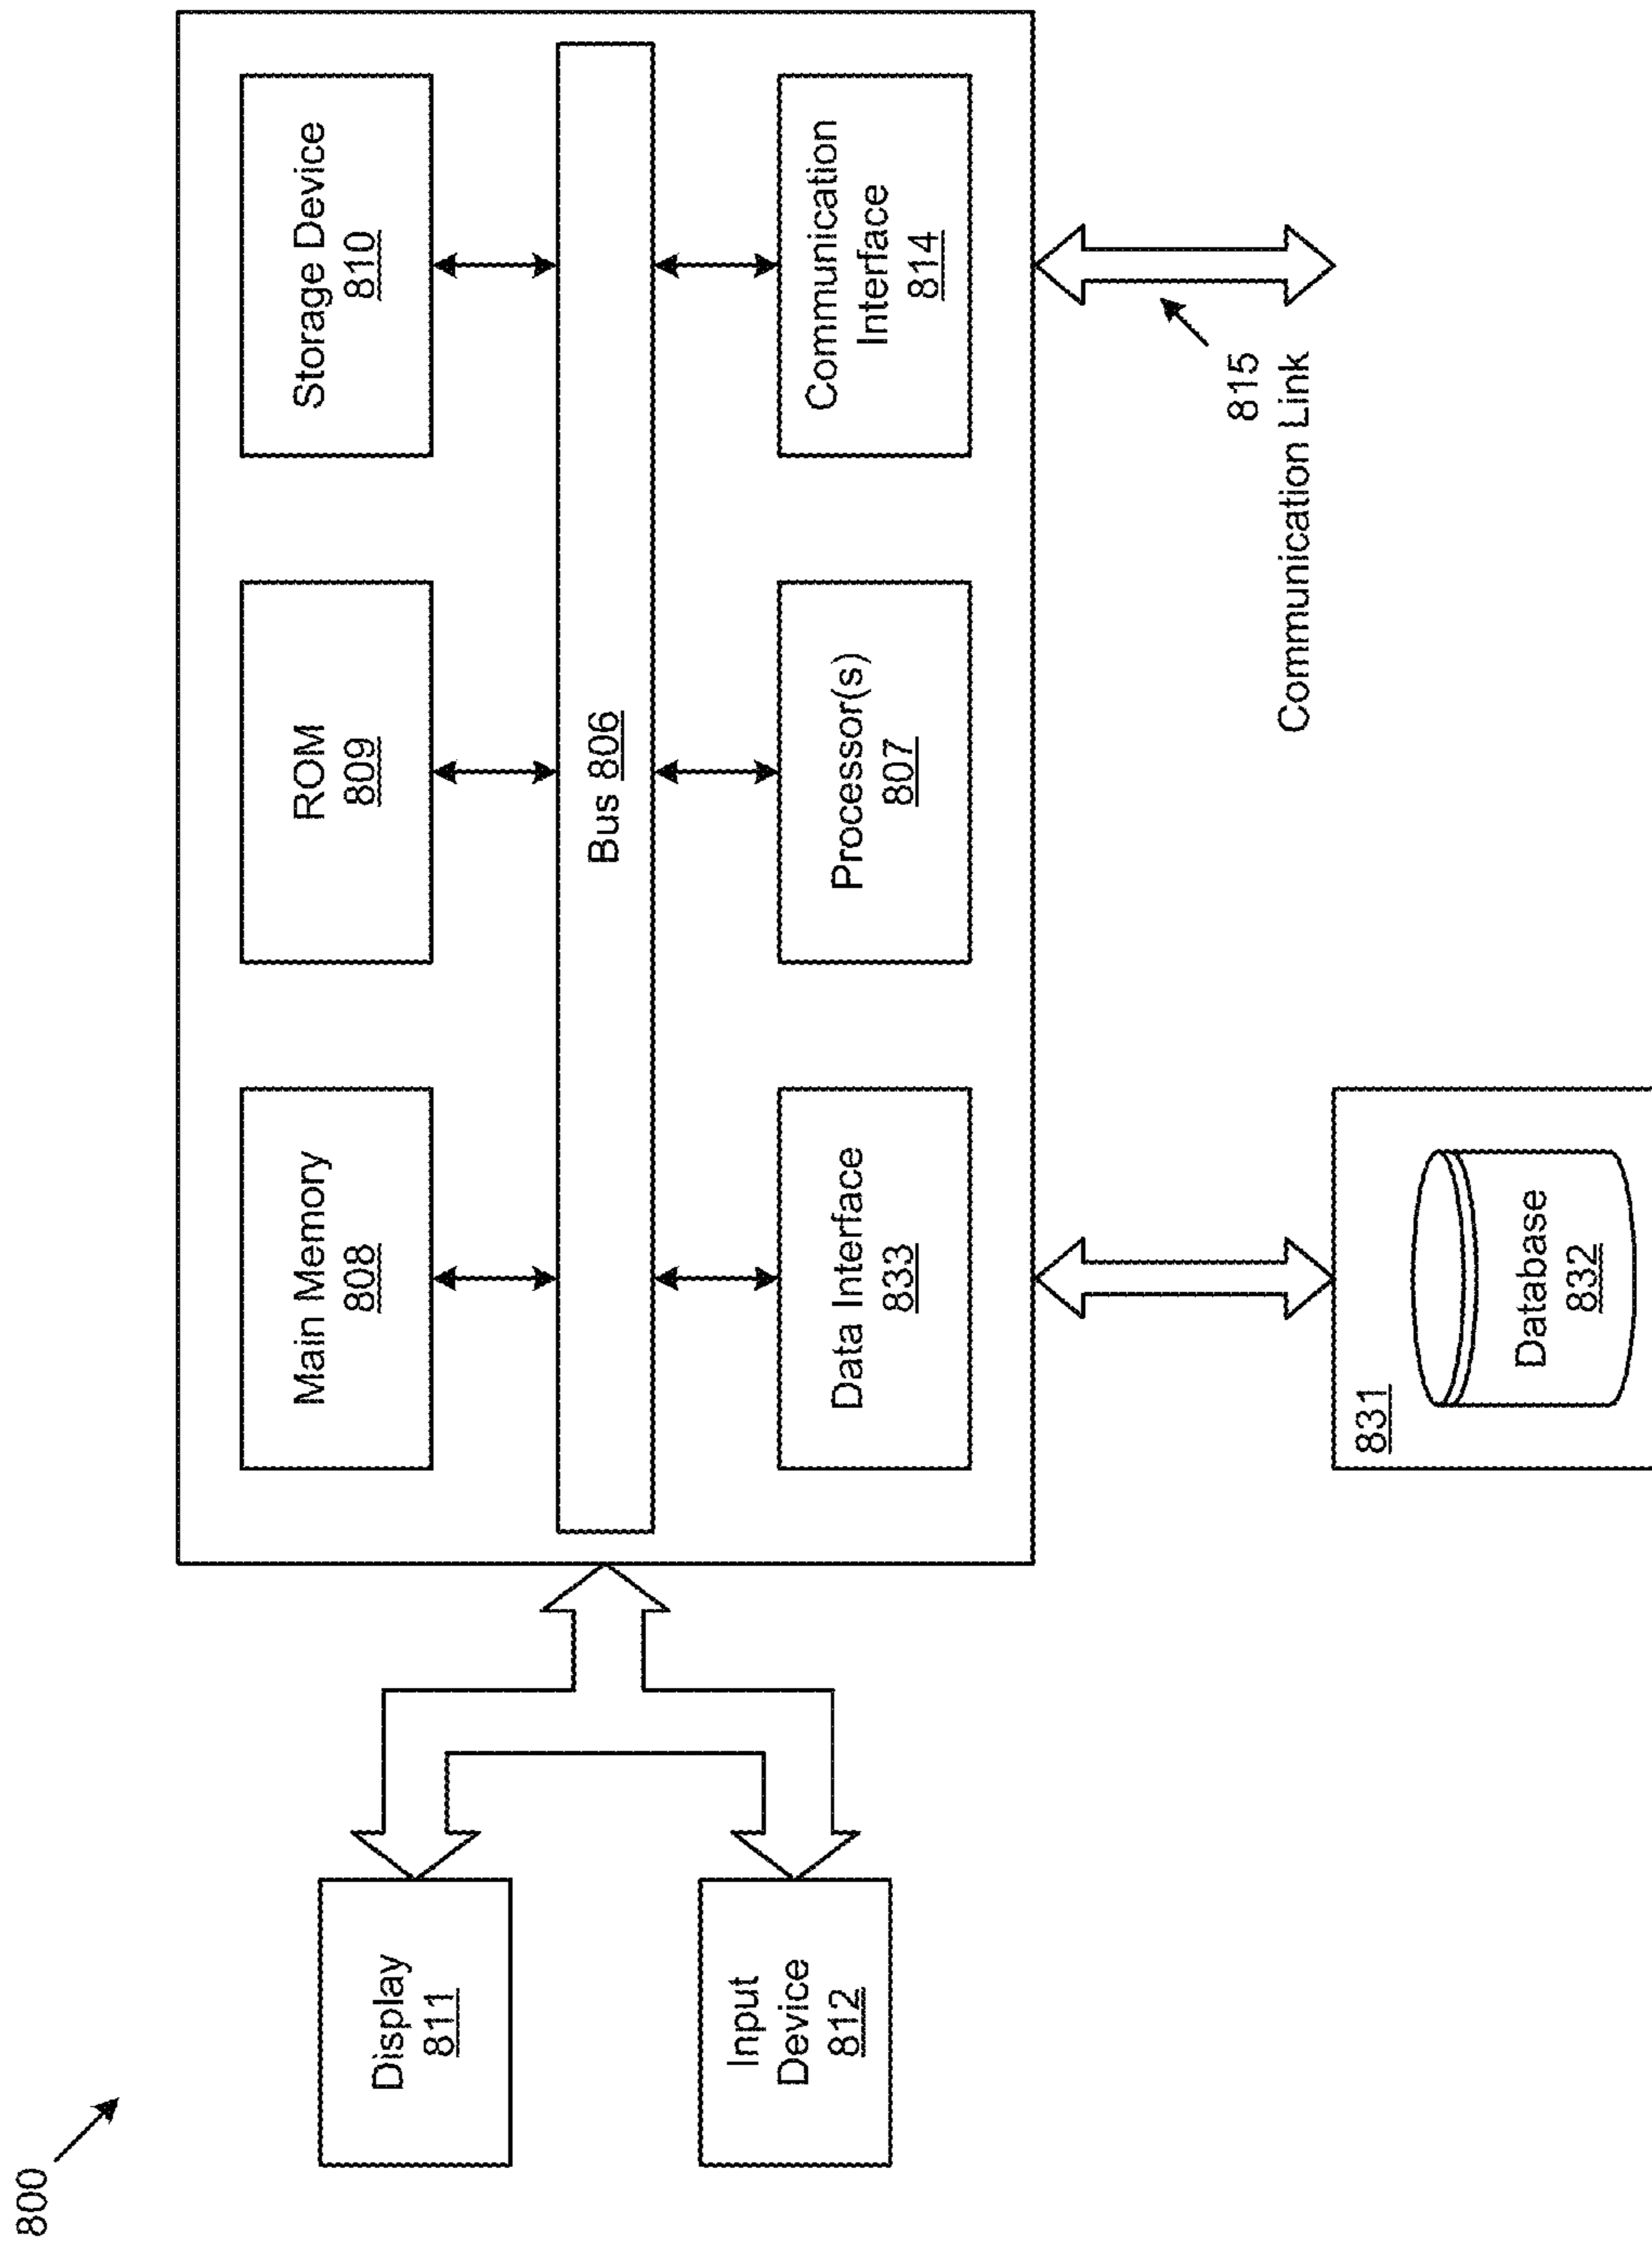 800
Main Memory
808
ROM
809
Storage Device
810
Display
811
Bus 806
Input
Device
812
Data Interface
833
Processor(s)
807
Communication
Interface
814
815
Communication Link
831
Database
832